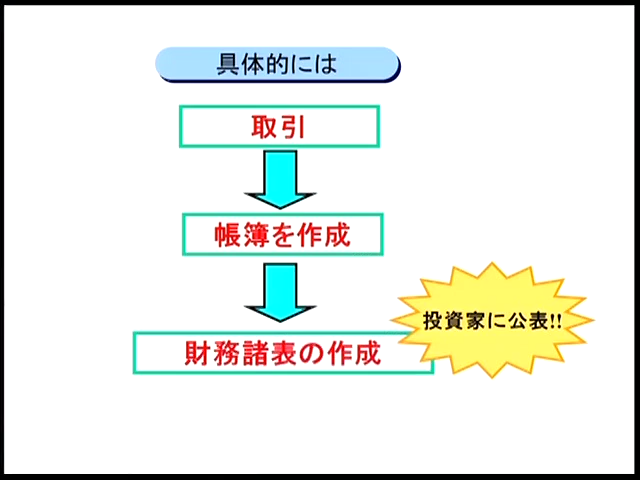 具体的には
取引
帳簿を作成
財務諸表の作成
投資家に公表!!